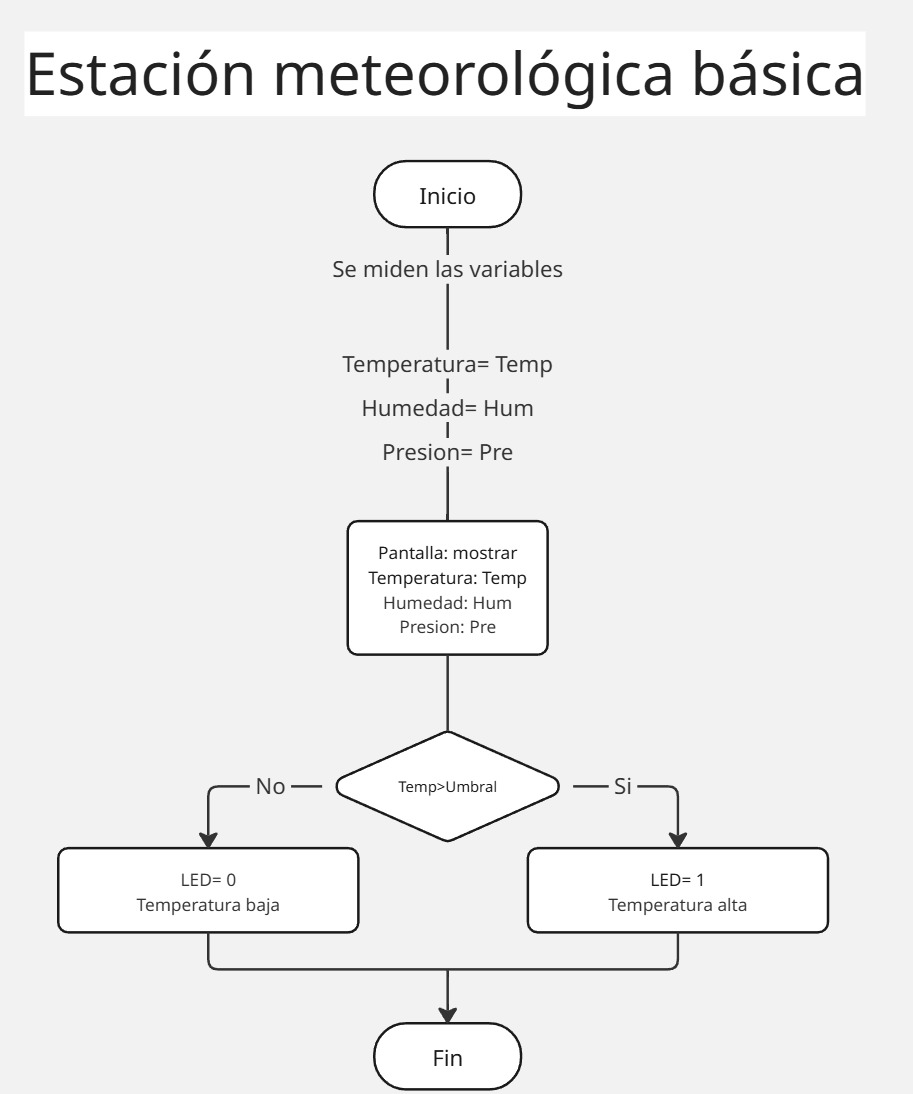 Estación meteorológica básica
Inicio
Se miden las variables
Temperatura= Temp
Humedad= Hum
Presion= Pre
Pantalla: mostrar
Temperatura: Temp
Humedad: Hum
Presion: Pre
Temp>Umbral
No
Si
LED= 0
Temperatura baja
LED= 1
Temperatura alta
Fin